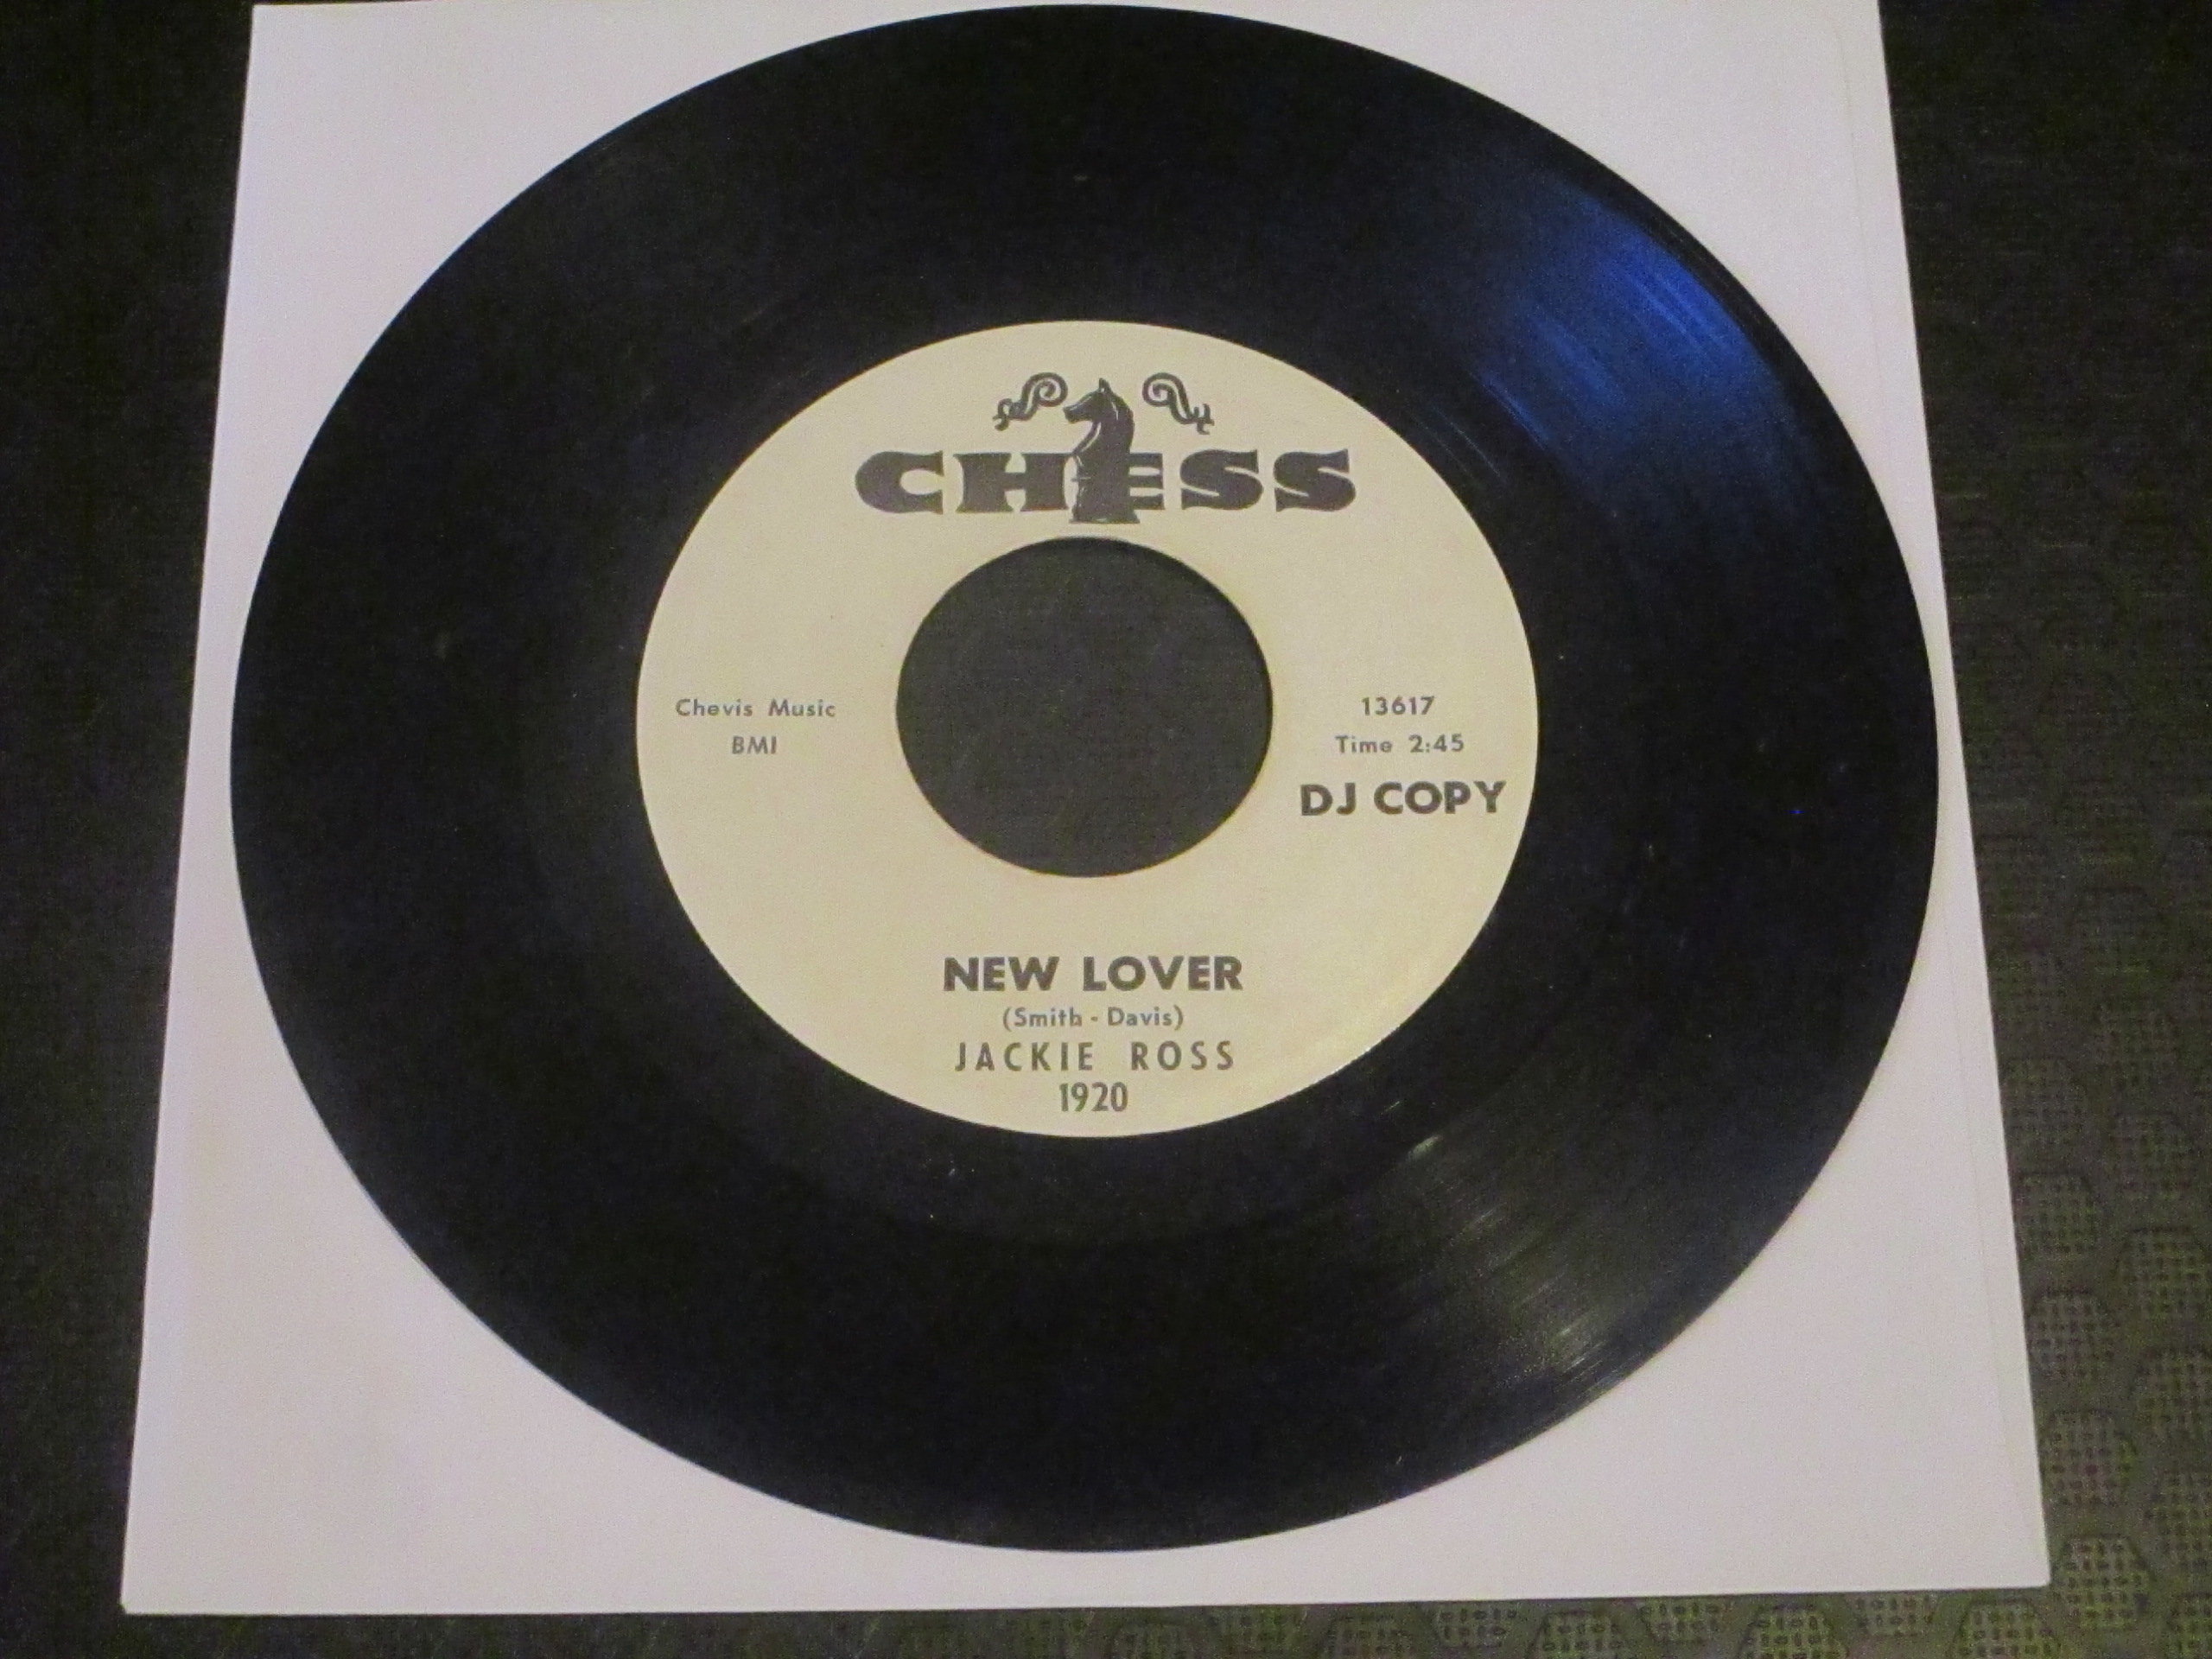 CHESS
Chevis Music
BMI
13617
Time 2:45
DJ COPY
NEW LOVER
(Smith - Davis)
JACKIE ROSS
1920